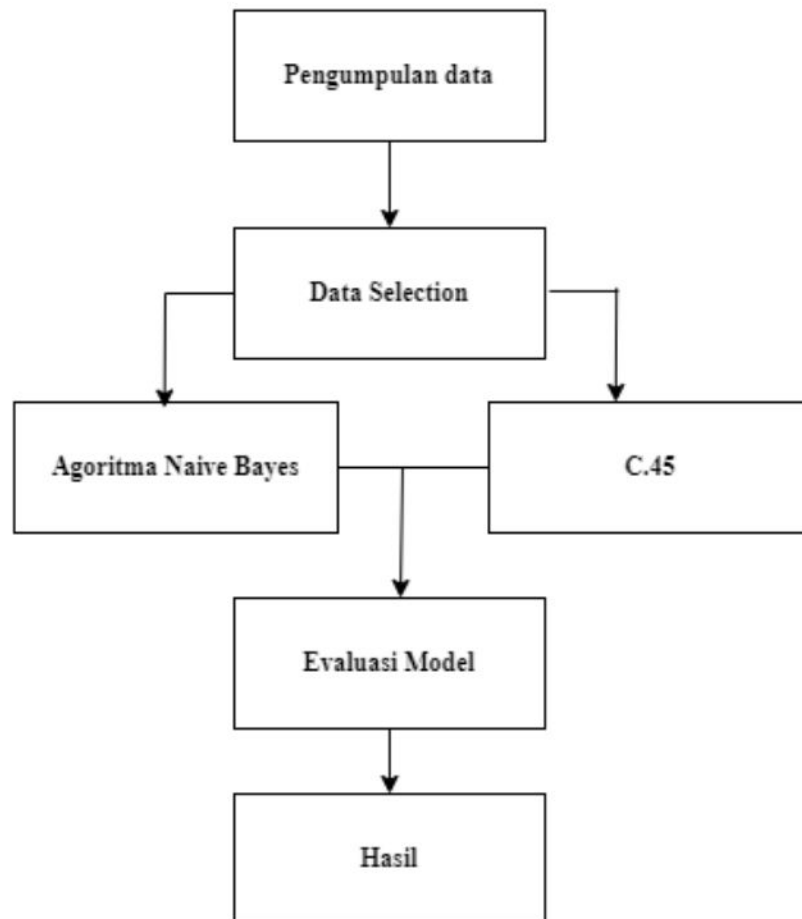 Pengumpulan data
Data Selection
Agoritma Naive Bayes
C.45
Evaluasi Model
Hasil